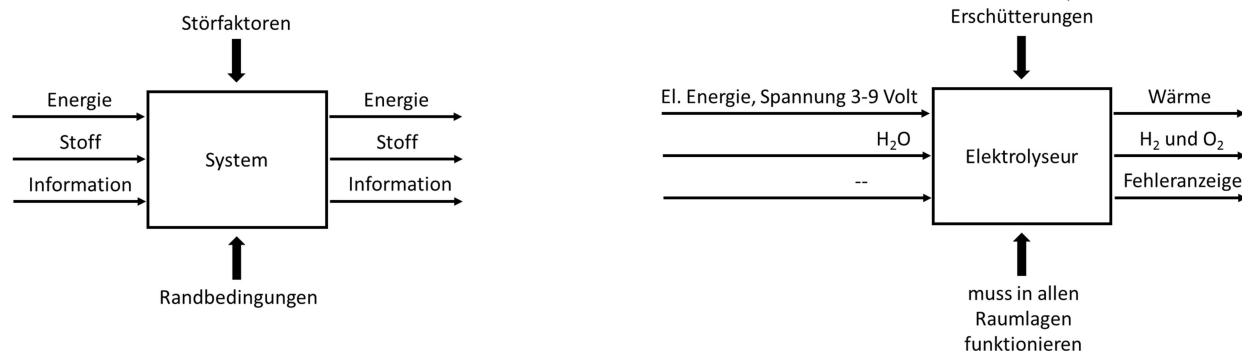 Störfaktoren
Energie
Stoff
Information
System
Energie
Stoff
Information
Randbedingungen
Erschütterungen
El. Energie, Spannung 3-9 Volt
H₂O
--
Elektrolyseur
Wärme
H₂ und O₂
Fehleranzeige
muss in allen
Raumlagen
funktionieren